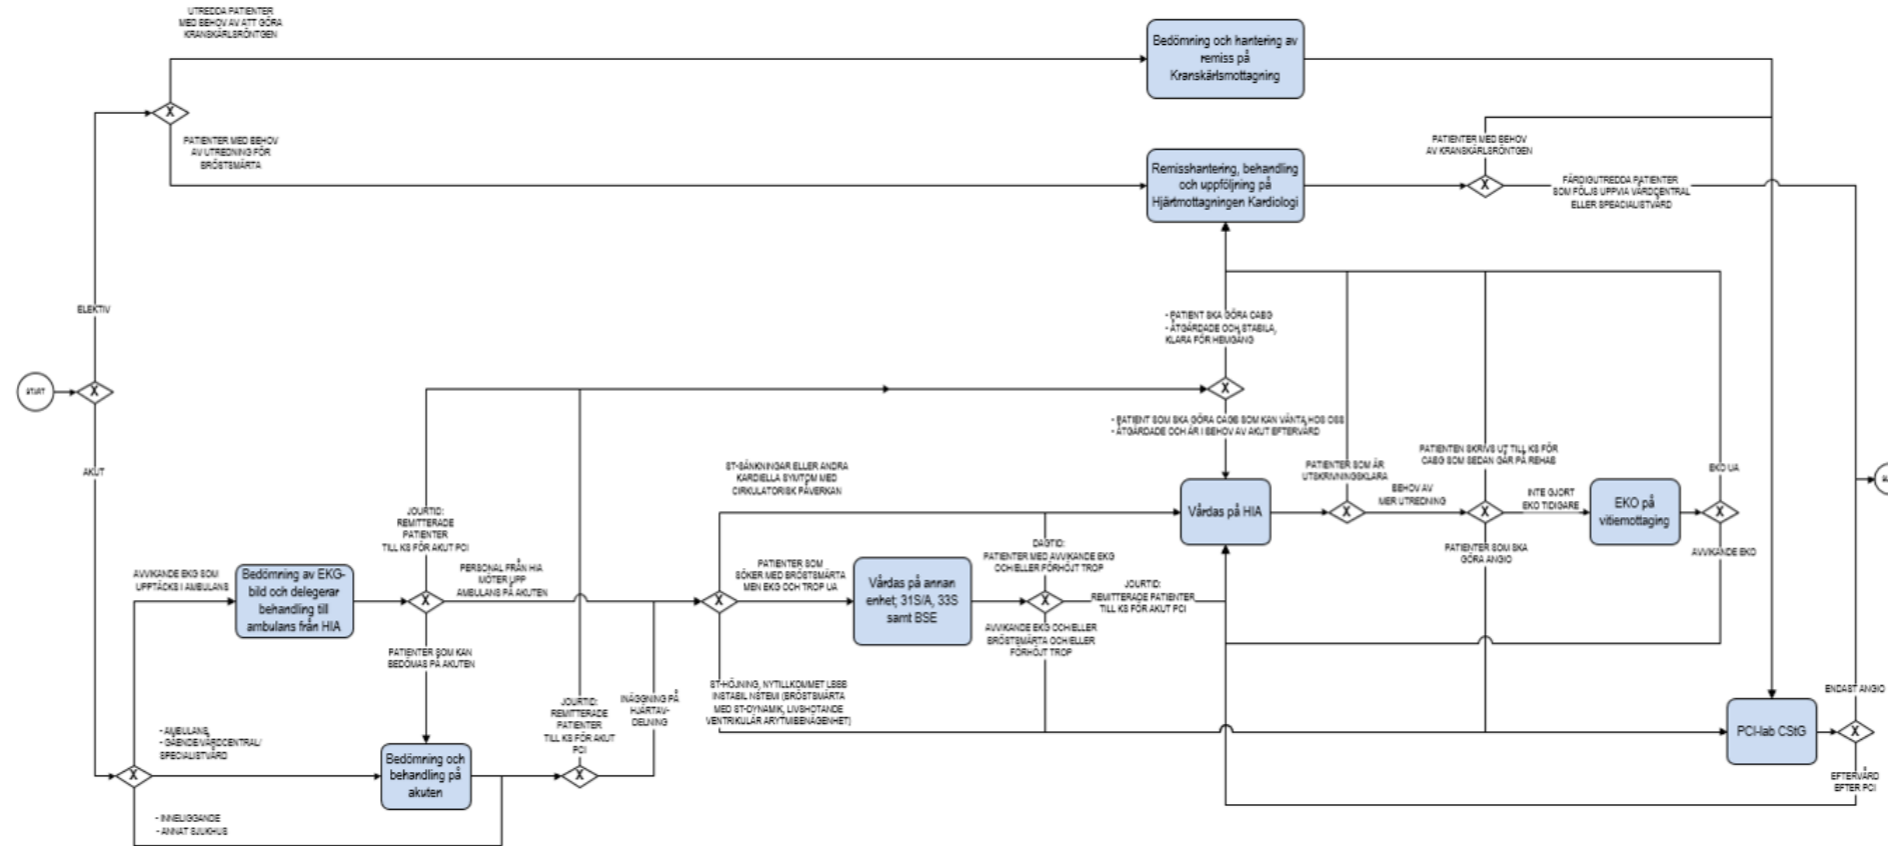 UTREDDA PATIENTER
MED BEHOV AV ATT GÖRA
KRANSKÄRLSRÖNTGEN
Bedömning och hantering av
remiss på
Kranskärlsmottagning
X
PATIENTER MED BEHOV
AV UTREDNING FÖR
BRÖSTSMÄRTA
PATIENTER MED BEHOV
AV KRANSKÄRLSRÖNTGEN
Remisshantering, behandling
och uppföljning på
Hjärtmottagningen Kardiologi
X
FÄRDIGUTREDDA PATIENTER
SOM FÖLJS UPPVIA VÅRDCENTRAL
ELLER SPEACIALISTVÅRD
ELEKTIV
- PATIENT SKA GÖRA CABG
- ÅTGÄRDADE OCH STABILA,
KLARA FÖR HEMGÅNG
START
X
X
- PATIENT SOM SKA GÖRA CAGB SOM KAN VÄNTA HOS OSS
- ÅTGÄRDADE OCH ÄR I BEHOV AV AKUT EFTERVÅRD
AKUT
ST-SÄNKNINGAR ELLER ANDRA
KARDIELLA SYMTOM MED
CIRKULATORISK PÅVERKAN
PATIENTER SOM ÄR
UTSKRIVNINGSKLARA
PATIENTEN SKRIVS UT TILL KS FÖR
CABG SOM SEDAN GÅR PÅ REHAB
EKO UA
JOURTID:
REMITTERADE
PATIENTER
TILL KS FÖR AKUT PCI
Vårdas på HIA
X
BEHOV AV
MER UTREDNING
X
INTE GJORT
EKO TIDIGARE
EKO på
vitiemottaging
X
AVVIKANDE EKO
PATIENTER SOM SKA
GÖRA ANGIO
DAGTID:
PATIENTER MED AVVIKANDE EKG
OCH/ELLER FÖRHÖJT TROP
AVVIKANDE EKG SOM
UPPTÄCKS I AMBULANS
Bedömning av EKG-
bild och delegerar
behandling till
ambulans från HIA
X
PERSONAL FRÅN HIA
MÖTER UPP
AMBULANS PÅ AKUTEN
X
PATIENTER SOM
SÖKER MED BRÖSTSMÄRTA
MEN EKG OCH TROP UA
Vårdas på annan
enhet; 31S/A, 33S
samt BSE
X
JOURTID:
REMITTERADE PATIENTER
TILL KS FÖR AKUT PCI
AVVIKANDE EKG OCH/ELLER
BRÖSTSMÄRTA OCH/ELLER
FÖRHÖJT TROP
PATIENTER SOM KAN
BEDÖMAS PÅ AKUTEN
ST-HÖJNING, NYTILLKOMMET LBBB
INSTABIL NSTEMI (BRÖSTSMÄRTA
MED ST-DYNAMIK, LIVSHOTANDE
VENTRIKULÄR ARYTMIBENÄGENHET)
JOURTID:
REMITTERADE
PATIENTER
TILL KS FÖR AKUT
PCI
INÄGGNING PÅ
HJÄRTAV-
DELNING
ENDAST ANGIO
- AMBULANS,
- GÅENDE/VÅRDCENTRAL/
SPECIALISTVÅRD
PCI-lab CStG
X
X
Bedömning och
behandling på
akuten
X
EFTERVÅRD
EFTER PCI
- INNELIGGANDE
- ANNAT SJUKHUS